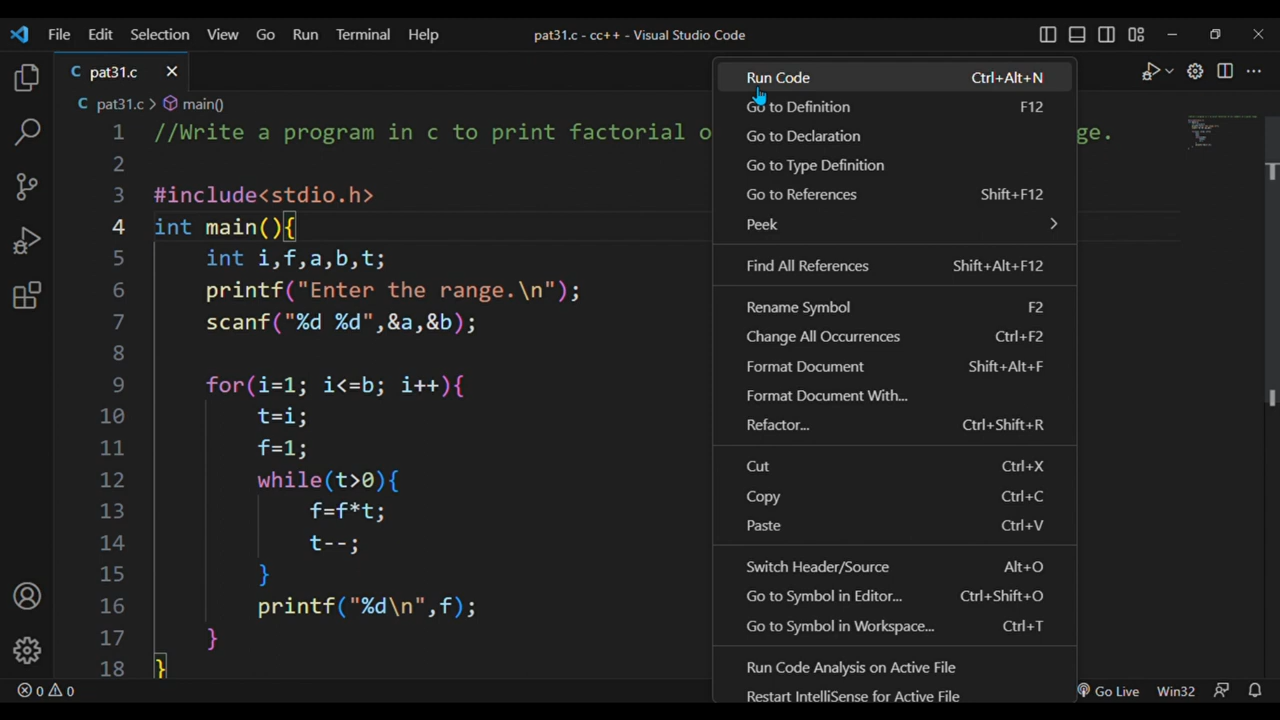 File Edit Selection View Go Run Terminal Help pat31.c - cc++ - Visual Studio Code
C pat31.c
C pat31.c > main()
1 //Write a program in c to print factorial o ge.
2
3 #include<stdio.h>
4 int main(){
5 int i,f,a,b,t;
6 printf("Enter the range.\n");
7 scanf("%d %d",&a,&b);
8
9 for(i=1; i<=b; i++){
10 t=i;
11 f=1;
12 while(t>0){
13 f=f*t;
14 t--;
15 }
16 printf("%d\n",f);
17 }
18 }
Run Code Ctrl+Alt+N
Go to Definition F12
Go to Declaration
Go to Type Definition
Go to References Shift+F12
Peek >
Find All References Shift+Alt+F12
Rename Symbol F2
Change All Occurrences Ctrl+F2
Format Document Shift+Alt+F
Format Document With...
Refactor... Ctrl+Shift+R
Cut Ctrl+X
Copy Ctrl+C
Paste Ctrl+V
Switch Header/Source Alt+O
Go to Symbol in Editor... Ctrl+Shift+O
Go to Symbol in Workspace... Ctrl+T
Run Code Analysis on Active File
Restart IntelliSense for Active File
0 0 Go Live Win32